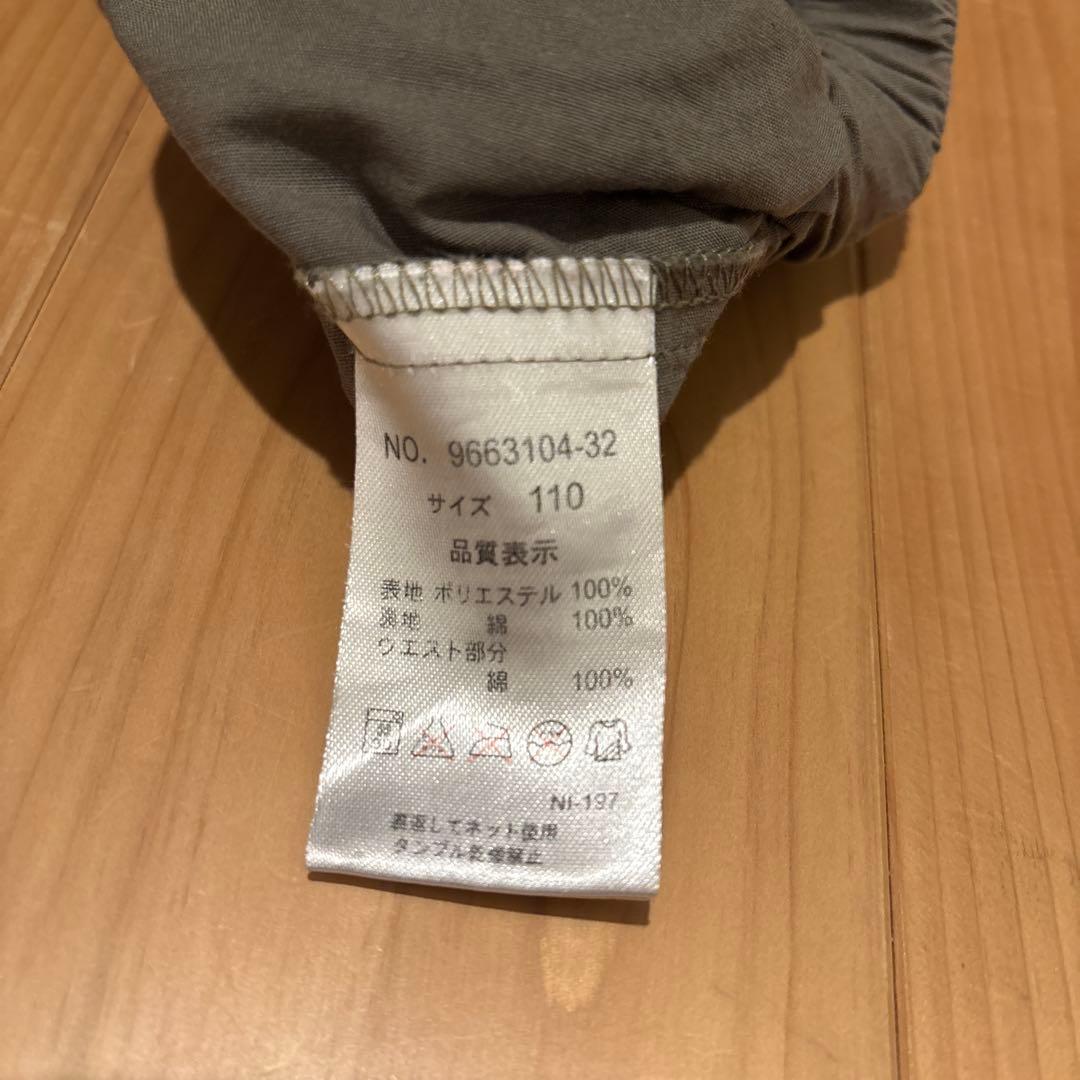 NO. 9663104-32
サイズ 110
品質表示
表地 ポリエステル 100%
裏地 綿 100%
ウエスト部分
綿 100%
NI-197
裏返してネット使用
タンブル乾燥禁止